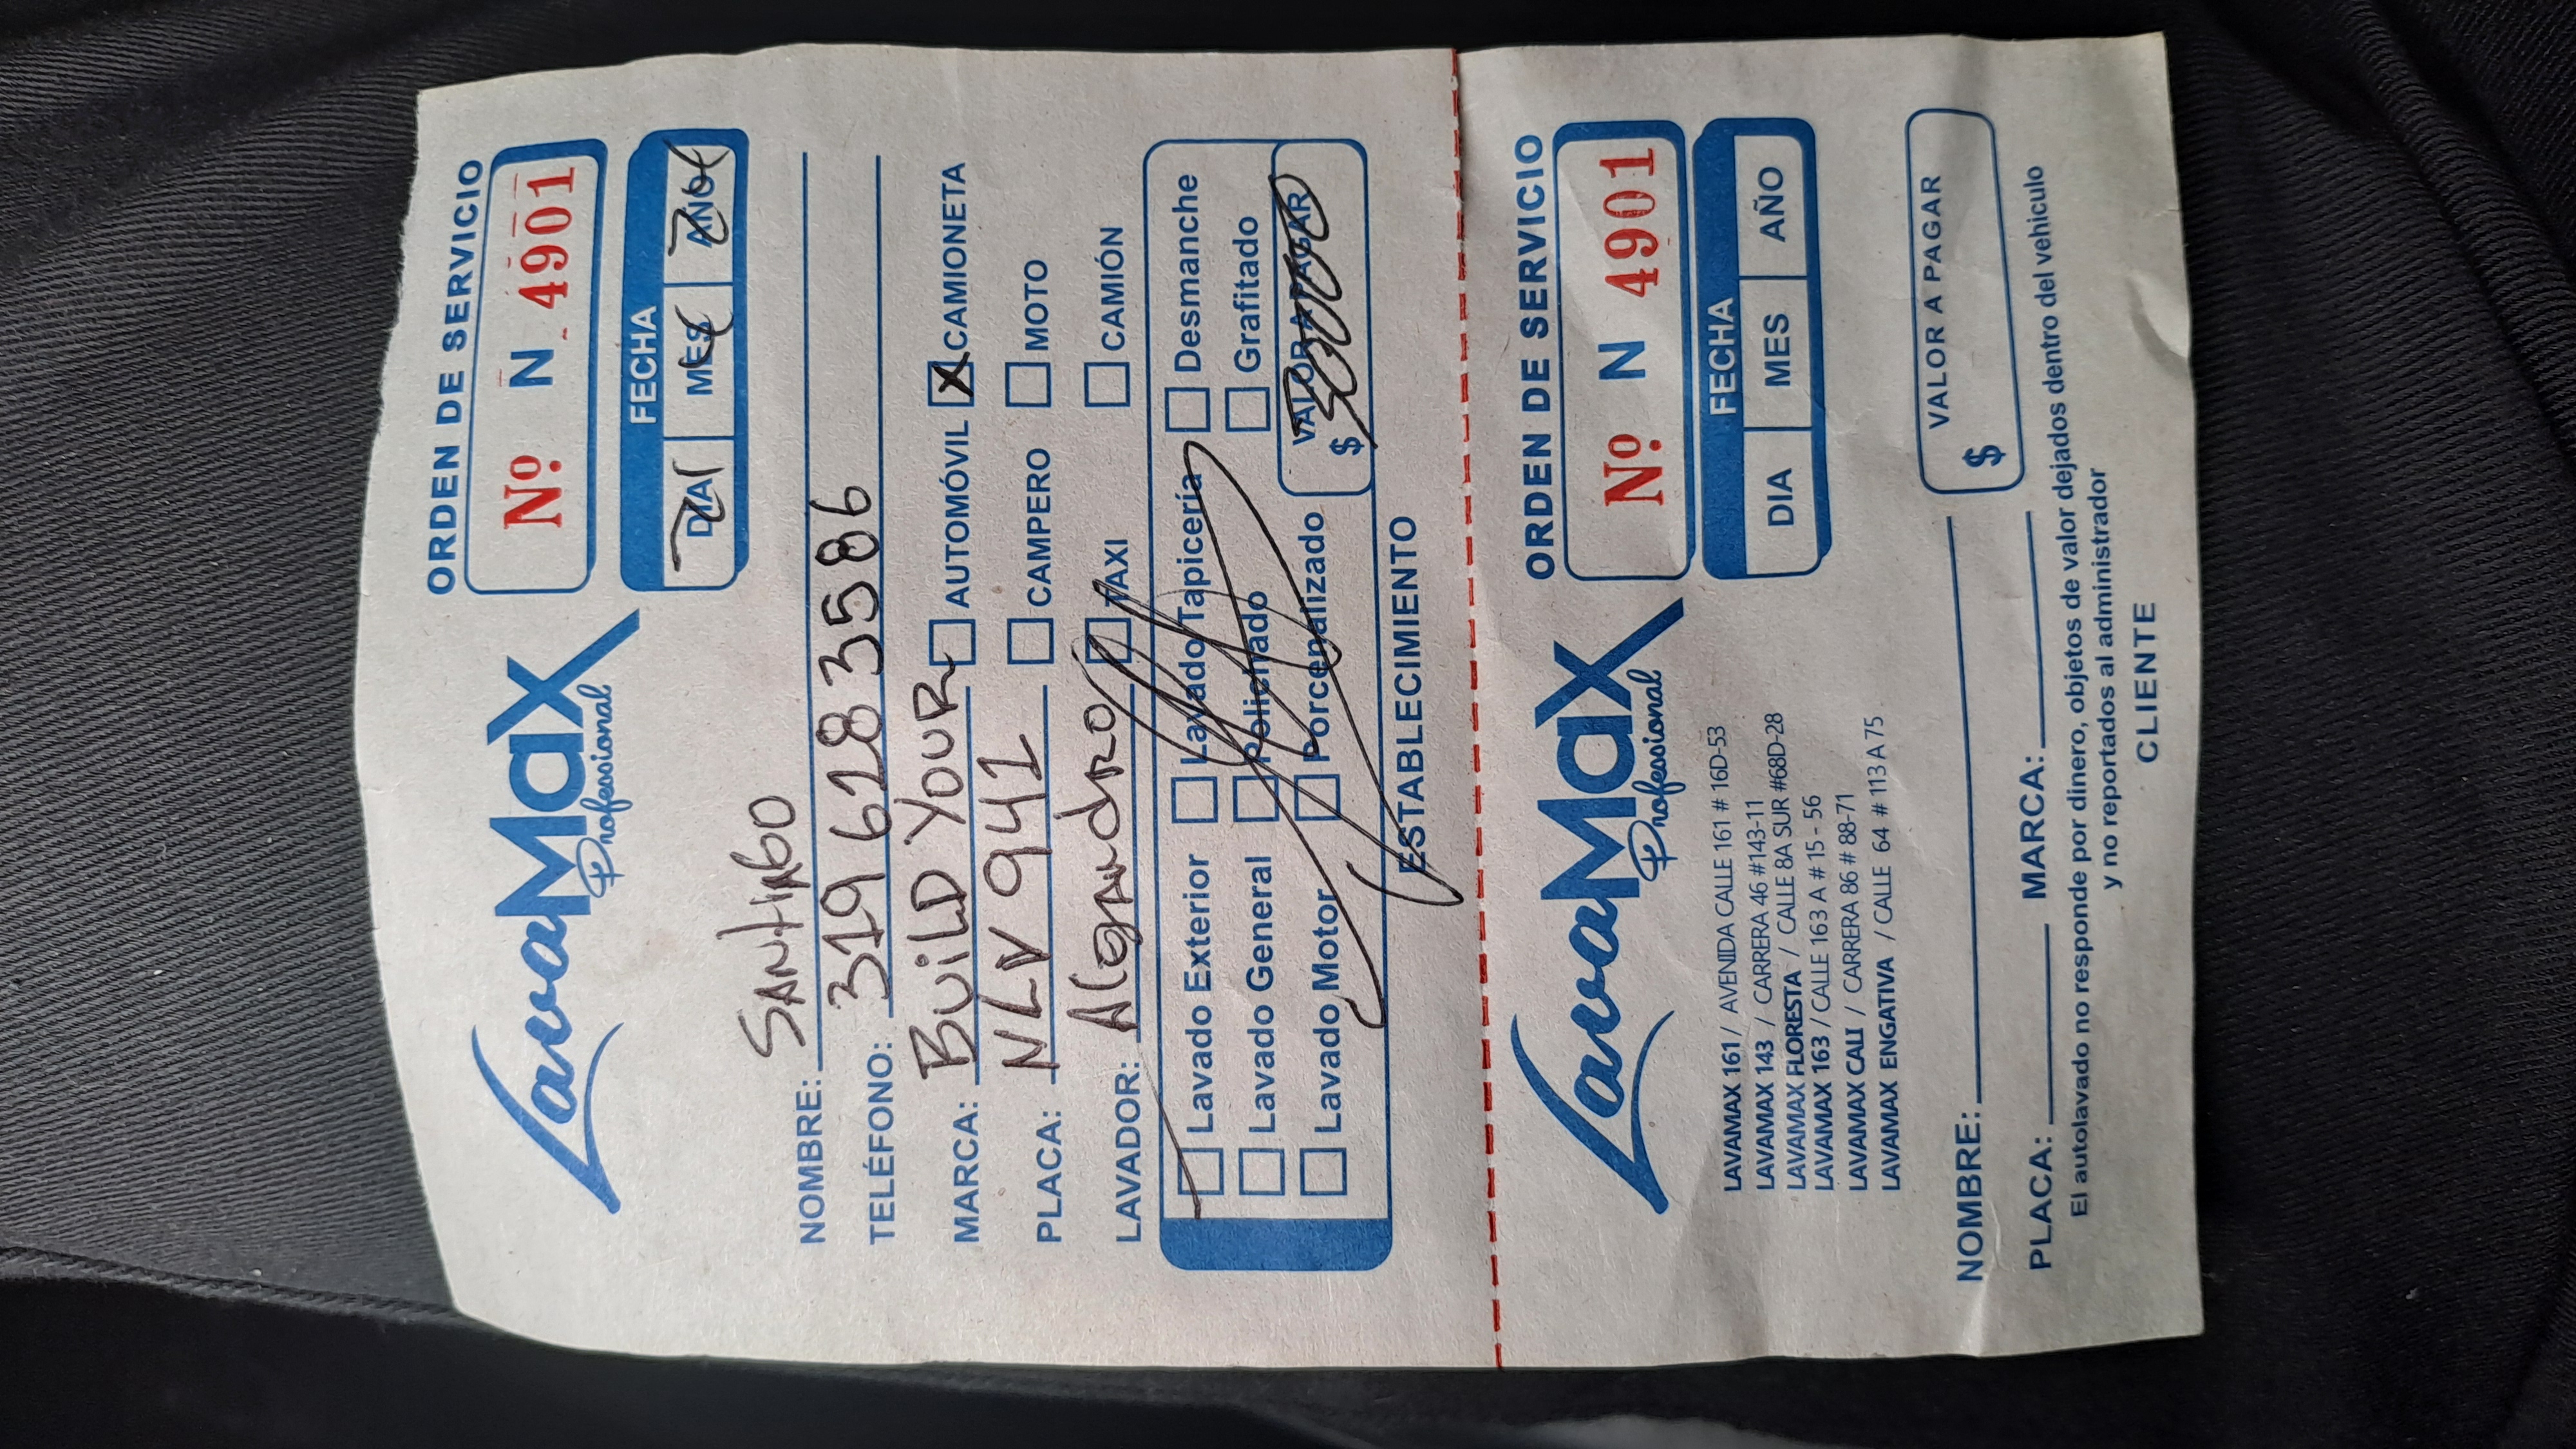 LavaMax
Professional
ORDEN DE SERVICIO
Nº N 4901
FECHA
DIA MES AÑO
21
NOMBRE: SANtiAGO
TELÉFONO: 319 628 3586
MARCA: BUiLD YOUR AUTOMÓVIL X CAMIONETA
PLACA: NLV 941 CAMPERO MOTO
LAVADOR: AlejANdRO TAXI CAMIÓN
Lavado Exterior Lavado Tapicería Desmanche
Lavado General Polichado Grafitado
Lavado Motor Porcenalizado VALOR A PAGAR
$ 30000
ESTABLECIMIENTO
LavaMax
Professional
ORDEN DE SERVICIO
Nº N 4901
FECHA
DIA MES AÑO
LAVAMAX 161 / AVENIDA CALLE 161 # 16D-53
LAVAMAX 143 / CARRERA 46 #143-11
LAVAMAX FLORESTA / CALLE 8A SUR #68D-28
LAVAMAX 163 / CALLE 163 A # 15 - 56
LAVAMAX CALI / CARRERA 86 # 88-71
LAVAMAX ENGATIVA / CALLE 64 # 113 A 75
VALOR A PAGAR
$
NOMBRE:
PLACA: MARCA:
El autolavado no responde por dinero, objetos de valor dejados dentro del vehiculo
y no reportados al administrador
CLIENTE